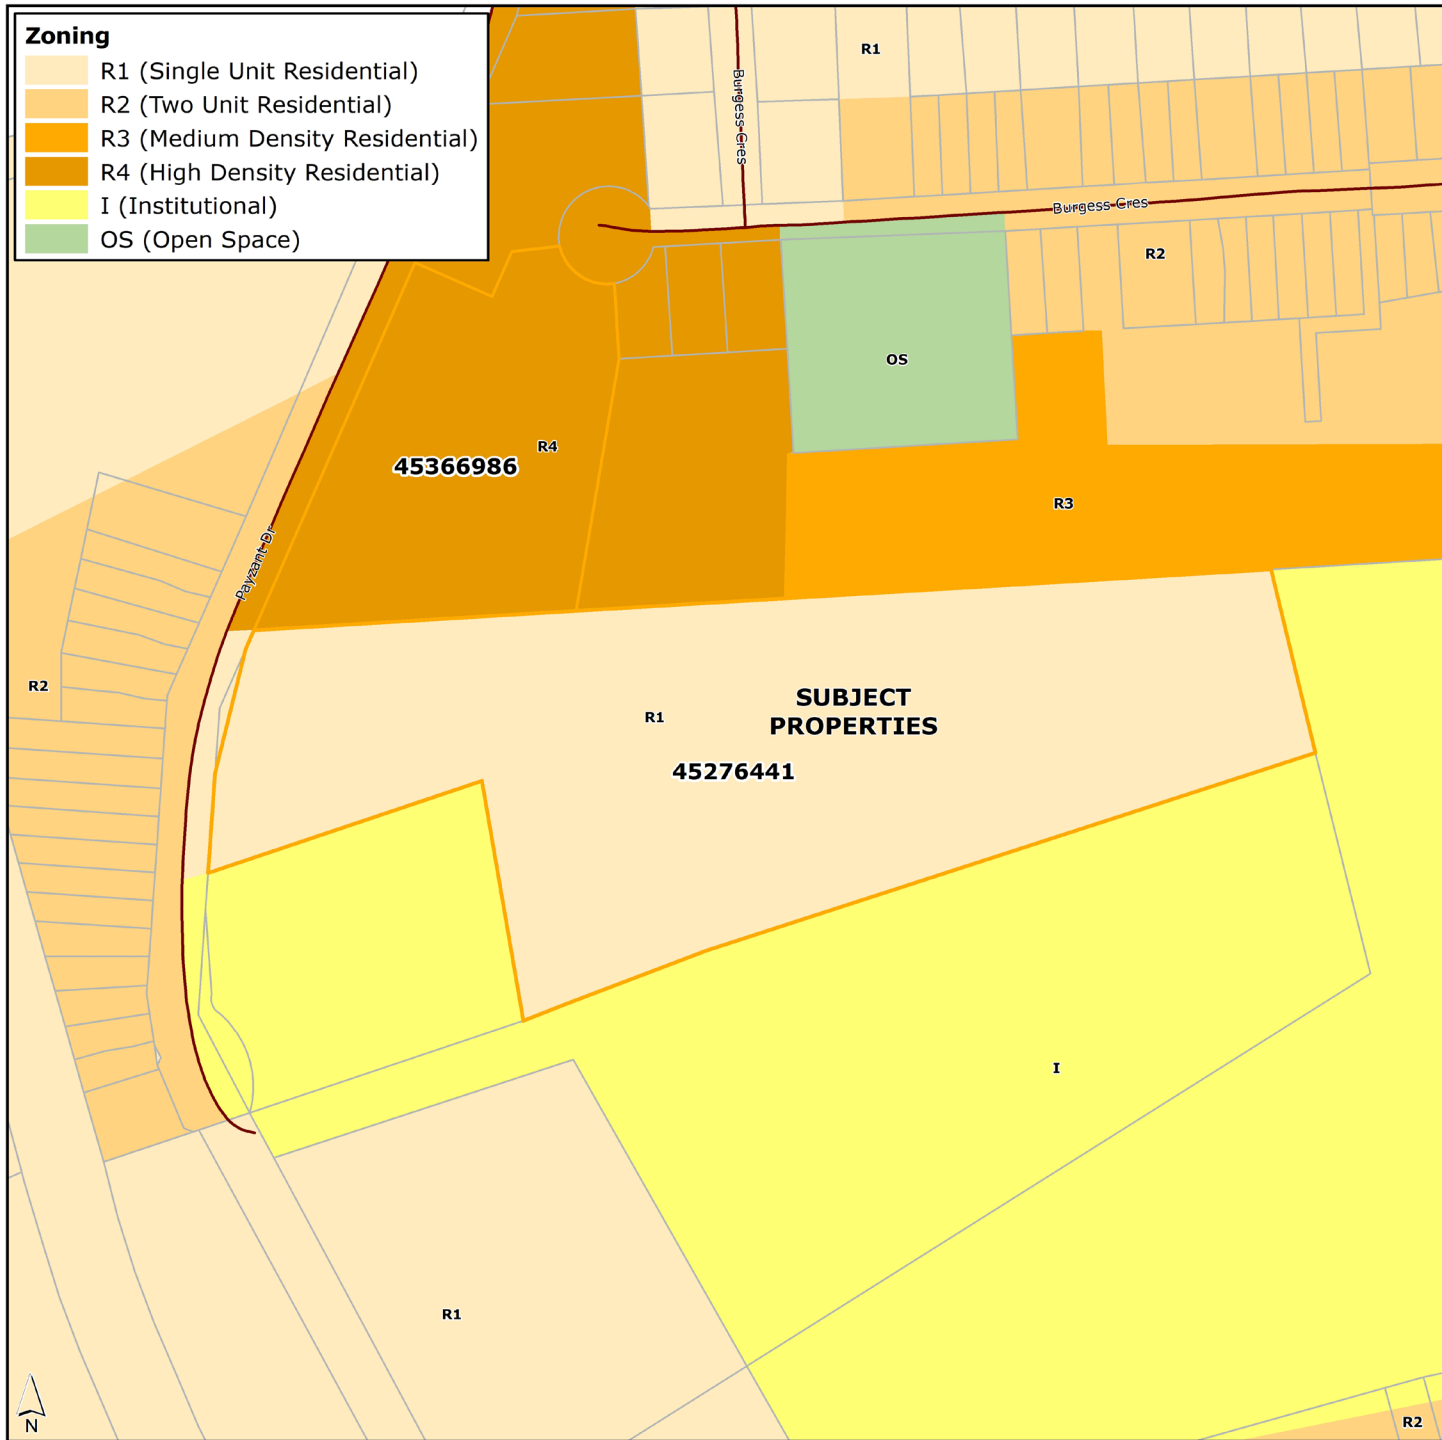 Zoning
R1 (Single Unit Residential)
R2 (Two Unit Residential)
R3 (Medium Density Residential)
R4 (High Density Residential)
I (Institutional)
OS (Open Space)
R1
Burgess Cres
Burgess Cres
R2
OS
R4
45366986
R3
Payzant Dr
R2
SUBJECT
PROPERTIES
R1
45276441
I
R1
R2
N